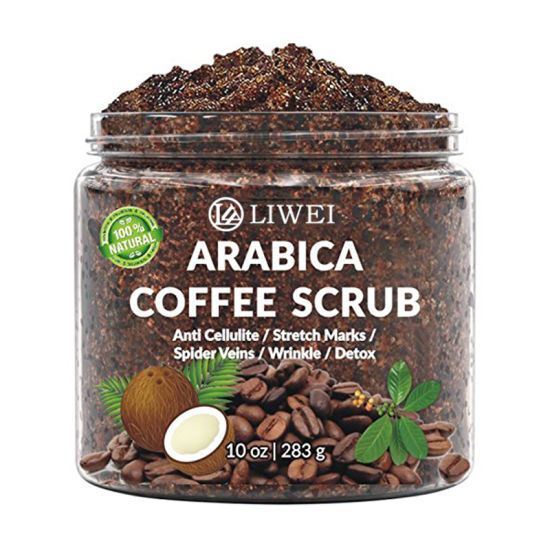 LIWEI
100%
NATURAL
ARABICA
COFFEE SCRUB
Anti Cellulite / Stretch Marks /
Spider Veins / Wrinkle / Detox
10 oz | 283 g